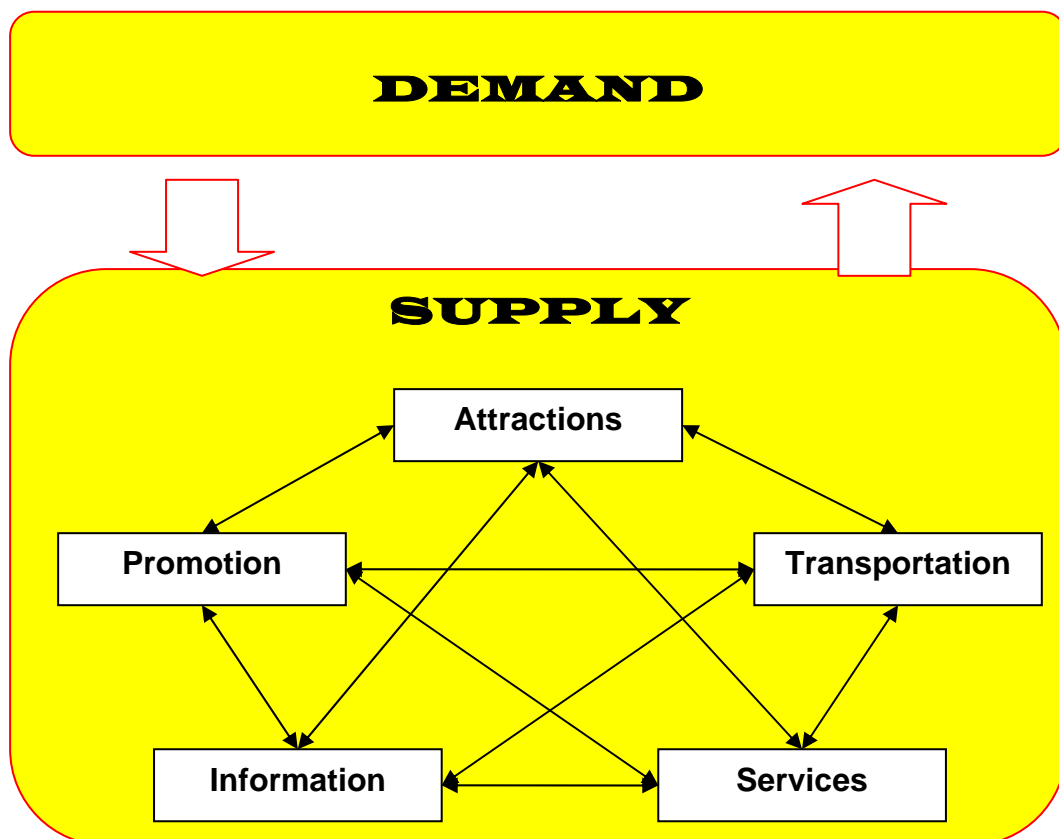 DEMAND
SUPPLY
Attractions
Promotion
Transportation
Information
Services